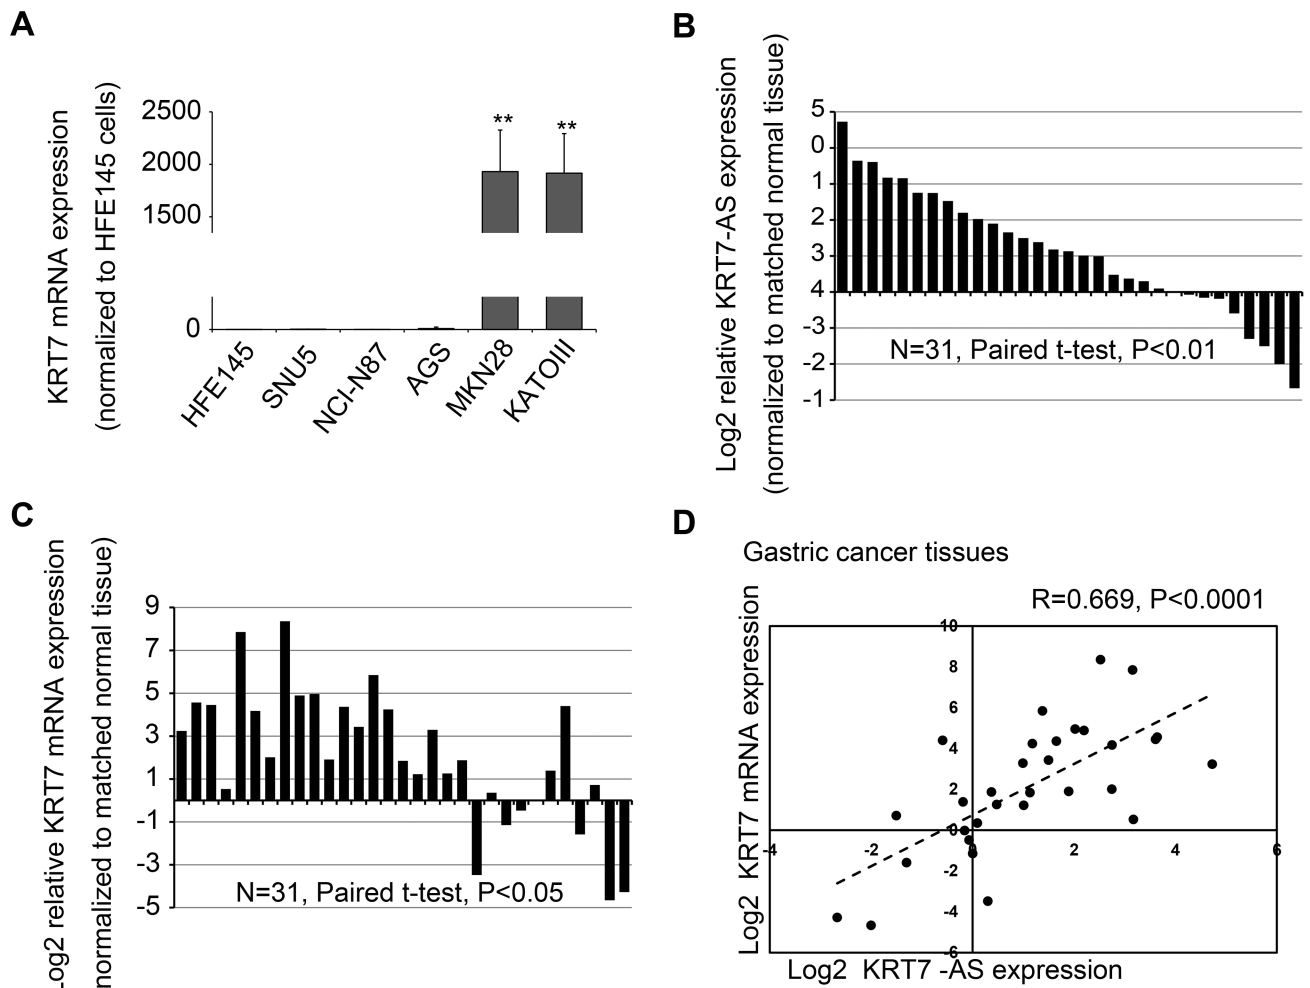 A
KRT7 mRNA expression
(normalized to HFE145 cells)
2500
2000
1500
0
**
**
HFE145
SNU5
NCI-N87
AGS
MKN28
KATOIII
B
Log2 relative KRT7-AS expression
(normalized to matched normal tissue)
5
0
1
2
3
4
-3
-2
-1
N=31, Paired t-test, P<0.01
C
Log2 relative KRT7 mRNA expression
normalized to matched normal tissue)
9
7
5
3
1
-1
-3
-5
N=31, Paired t-test, P<0.05
D
Gastric cancer tissues
R=0.669, P<0.0001
Log2 KRT7 mRNA expression
10
8
6
4
2
0
-2
-4
-6
-4
-2
0
2
4
6
Log2 KRT7 -AS expression